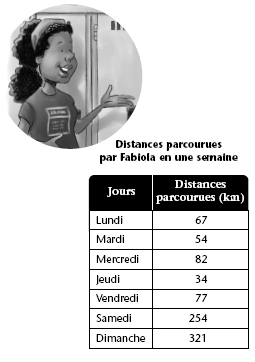 Distances parcourues
par Fabiola en une semaine
Jours
Distances
parcourues (km)
Lundi 67
Mardi 54
Mercredi 82
Jeudi 34
Vendredi 77
Samedi 254
Dimanche 321